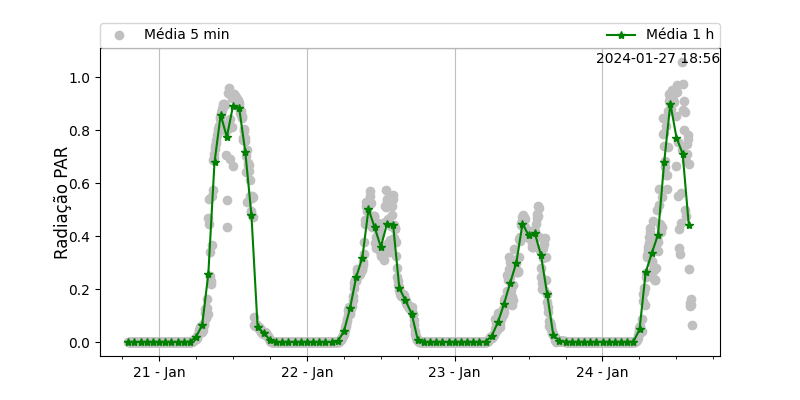 Média 5 min
Média 1 h
2024-01-27 18:56
Radiação PAR
1.0
0.8
0.6
0.4
0.2
0.0
21 - Jan
22 - Jan
23 - Jan
24 - Jan